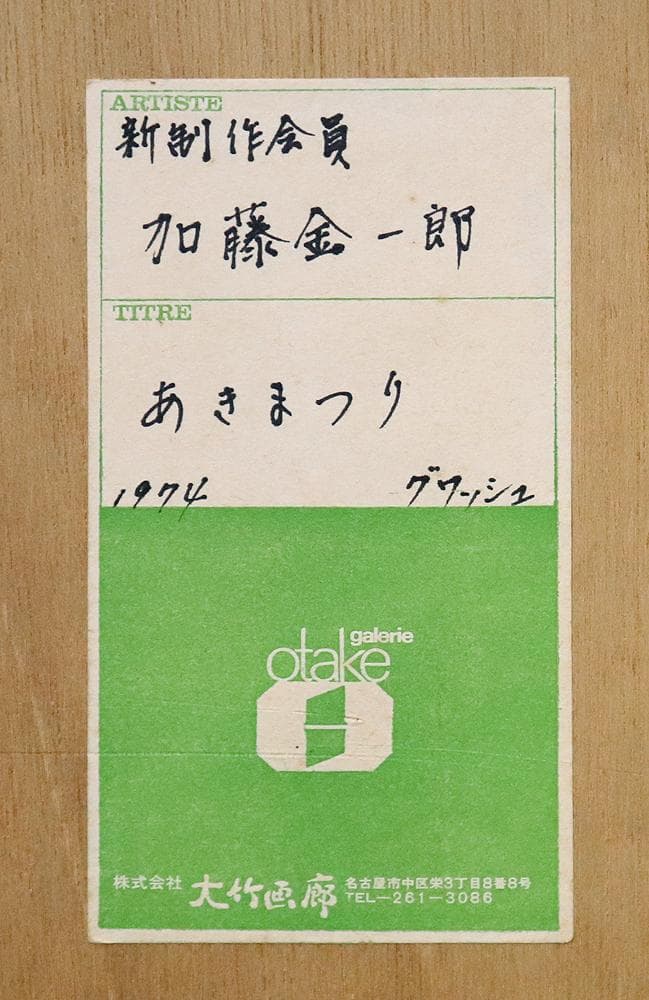 ARTISTE
新制作会員
加藤金一郎
TITRE
あきまつり
1974 グワッシュ
galerie
otake
株式会社 大竹画廊 名古屋市中区栄3丁目8番8号
TEL—261—3086